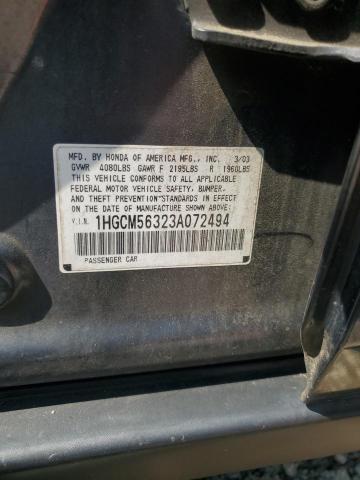 MFD. BY HONDA OF AMERICA MFG., INC. 3/03
GVWR 4080LBS GAWR F 2195LBS R 1960LBS
THIS VEHICLE CONFORMS TO ALL APPLICABLE
FEDERAL MOTOR VEHICLE SAFETY, BUMPER,
AND THEFT PREVENTION STANDARDS IN EFFECT
ON THE DATE OF MANUFACTURE SHOWN ABOVE.
V.I.N. 1HGCM56323A072494
PASSENGER CAR